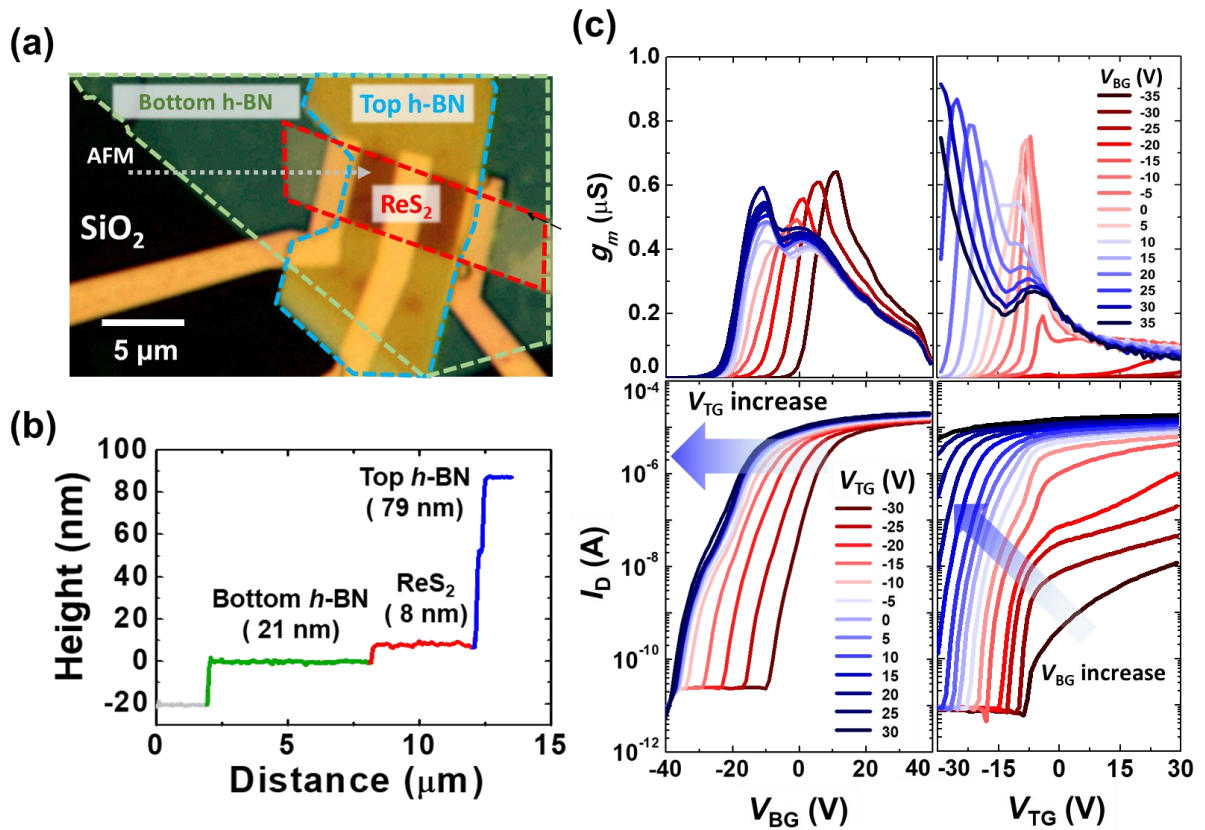 (a)
Bottom h-BN
Top h-BN
AFM
ReS₂
SiO₂
5 µm
(b)
Height (nm)
100
80
60
40
20
0
-20
Top h-BN
( 79 nm)
ReS₂
( 8 nm)
Bottom h-BN
( 21 nm)
0 5 10 15
Distance (µm)
(c)
gm (µS)
1.0
0.8
0.6
0.4
0.2
0.0
VBG (V)
-35
-30
-25
-20
-15
-10
-5
0
5
10
15
20
25
30
35
ID (A)
10⁻⁴
10⁻⁶
10⁻⁸
10⁻¹⁰
10⁻¹²
VTG increase
VTG (V)
-30
-25
-20
-15
-10
-5
0
5
10
15
20
25
30
-40 -20 0 20 40
VBG (V)
VBG increase
-30 -15 0 15 30
VTG (V)